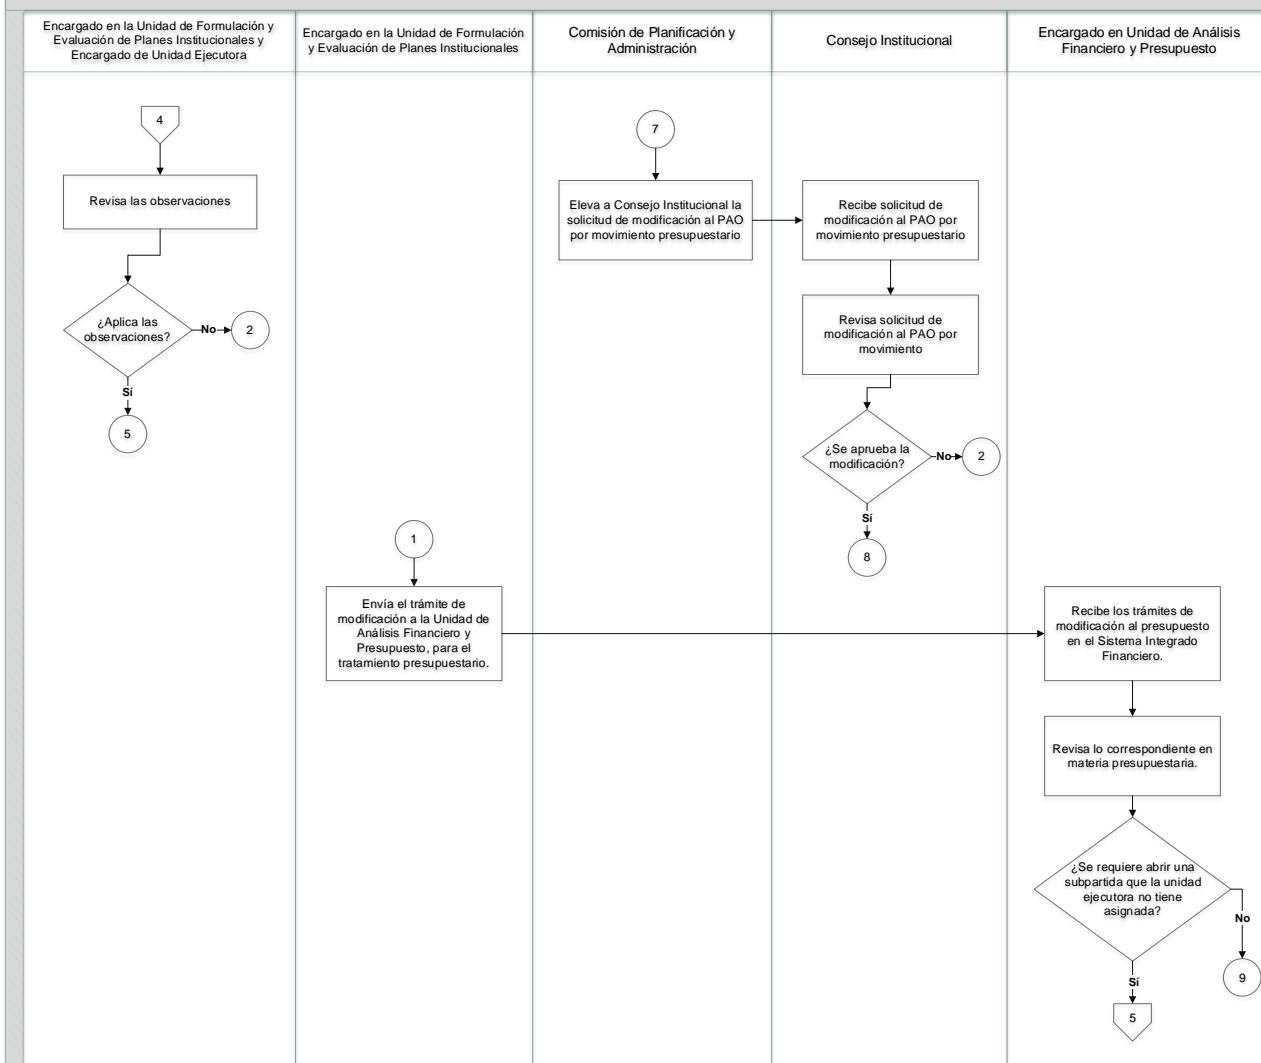 Encargado en la Unidad de Formulación y
Evaluación de Planes Institucionales y
Encargado de Unidad Ejecutora
Encargado en la Unidad de Formulación
y Evaluación de Planes Institucionales
Comisión de Planificación y
Administración
Consejo Institucional
Encargado en Unidad de Análisis
Financiero y Presupuesto
4
Revisa las observaciones
¿Aplica las
observaciones?
No
2
Sí
5
7
Eleva a Consejo Institucional la
solicitud de modificación al PAO
por movimiento presupuestario
Recibe solicitud de
modificación al PAO por
movimiento presupuestario
Revisa solicitud de
modificación al PAO por
movimiento
¿Se aprueba la
modificación?
No
2
Sí
8
1
Envía el trámite de
modificación a la Unidad de
Análisis Financiero y
Presupuesto, para el
tratamiento presupuestario.
Recibe los trámites de
modificación al presupuesto
en el Sistema Integrado
Financiero.
Revisa lo correspondiente en
materia presupuestaria.
¿Se requiere abrir una
subpartida que la unidad
ejecutora no tiene
asignada?
No
9
Sí
5